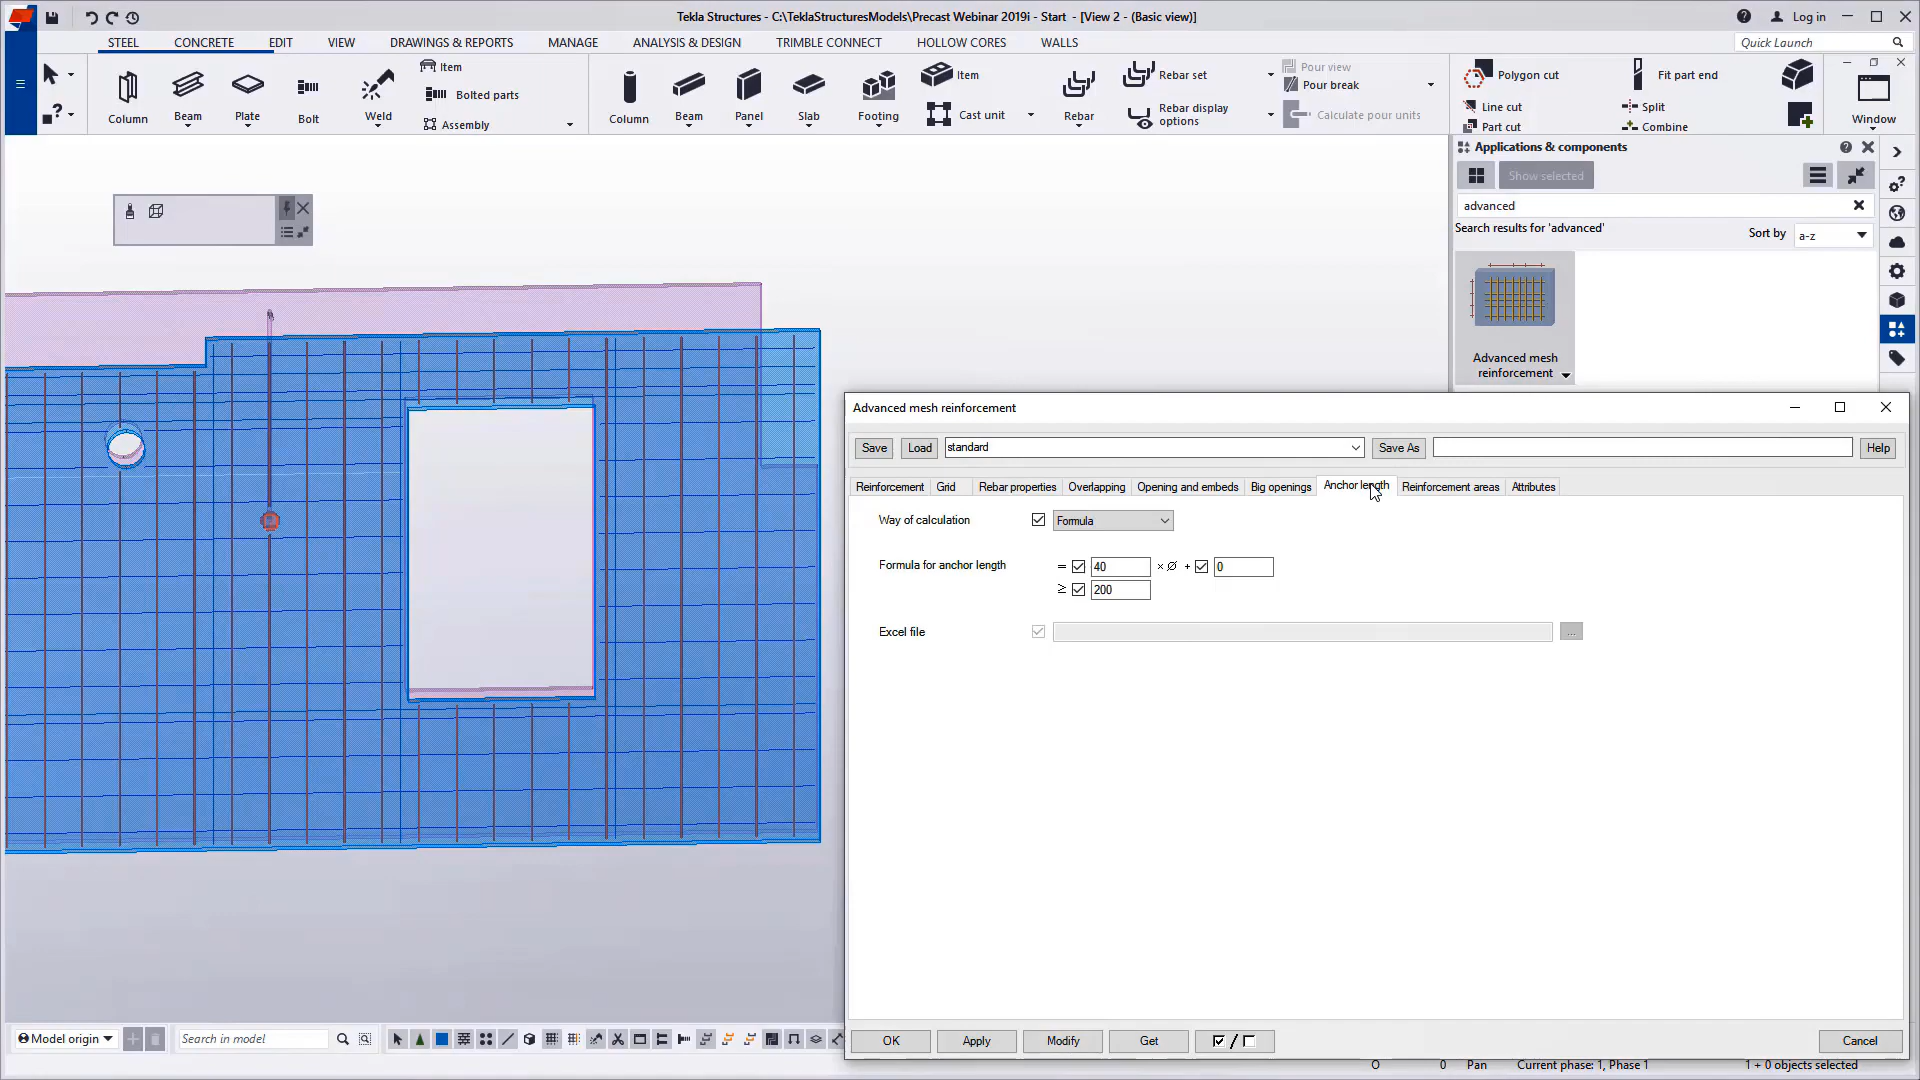 Tekla Structures - C:\TeklaStructuresModels\Precast Webinar 2019i - Start - [View 2 - (Basic view)]
Log in
STEEL CONCRETE EDIT VIEW DRAWINGS & REPORTS MANAGE ANALYSIS & DESIGN TRIMBLE CONNECT HOLLOW CORES WALLS
Quick Launch
Column Beam Plate Bolt Weld
Item
Bolted parts
Assembly
Column Beam Panel Slab Footing
Item
Cast unit
Rebar
Rebar set
Rebar display options
Pour view
Pour break
Calculate pour units
Polygon cut
Line cut
Part cut
Fit part end
Split
Combine
Window
Applications & components
Show selected
advanced
Search results for 'advanced'
Sort by a-z
Advanced mesh
reinforcement
Advanced mesh reinforcement
Save Load standard Save As Help
Reinforcement Grid Rebar properties Overlapping Opening and embeds Big openings Anchor length Reinforcement areas Attributes
Way of calculation Formula
Formula for anchor length = 40 × Ø + 0
≥ 200
Excel file ...
OK Apply Modify Get / Cancel
Model origin
Search in model
O 0 Pan Current phase: 1, Phase 1 1 + 0 objects selected